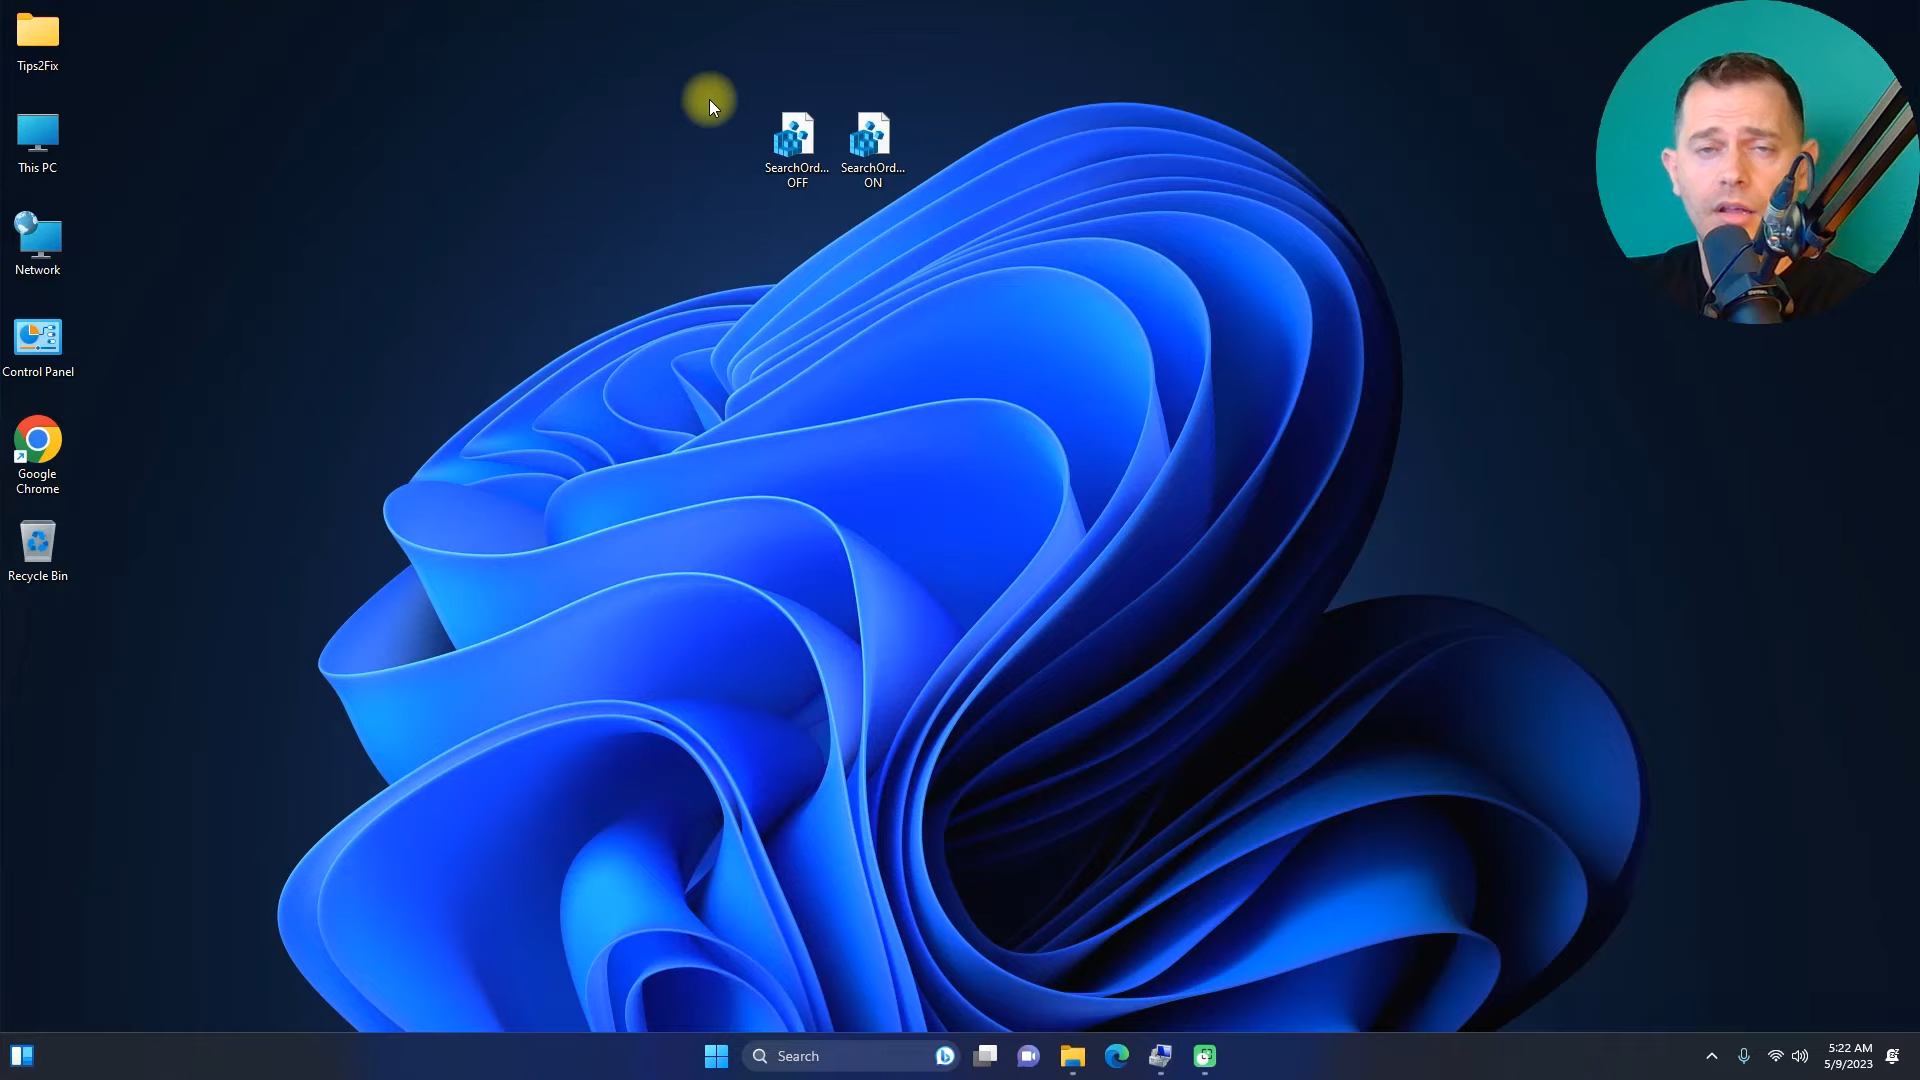 Tips2Fix
This PC
Network
Control Panel
Google
Chrome
Recycle Bin
SearchOrd...
OFF
SearchOrd...
ON
Search
5:22 AM
5/9/2023